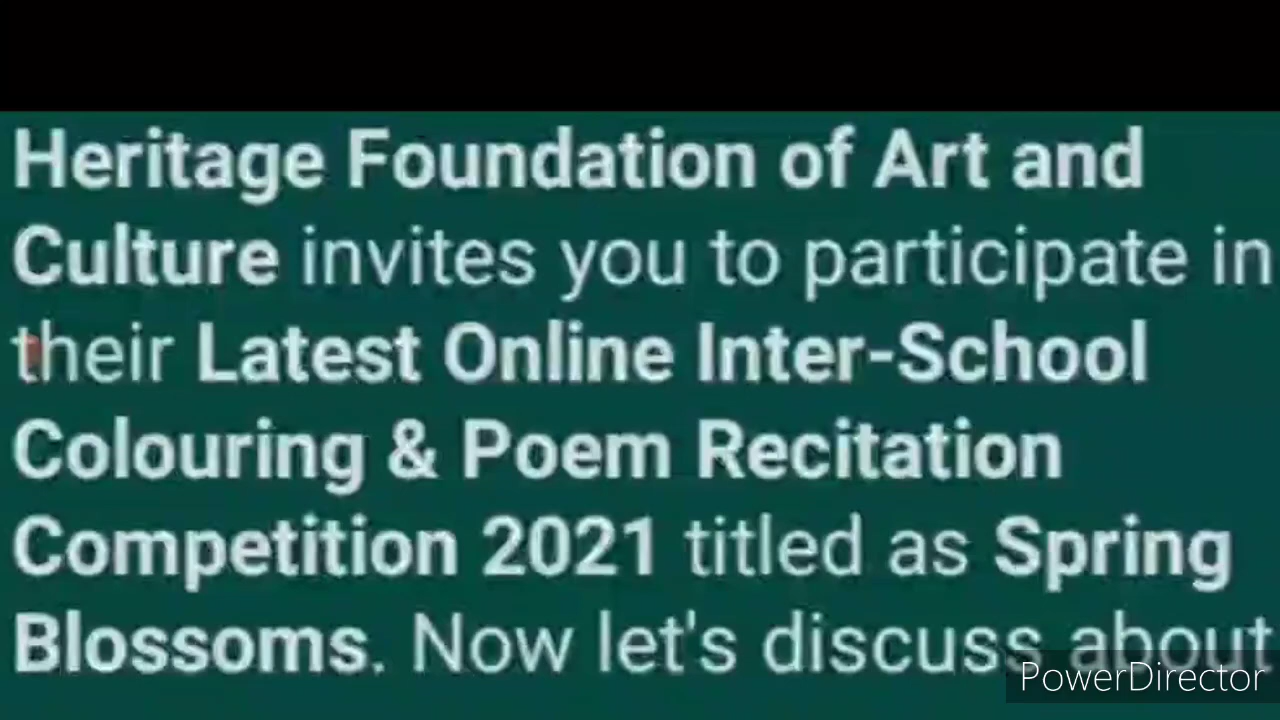 Heritage Foundation of Art and
Culture invites you to participate in
their Latest Online Inter-School
Colouring & Poem Recitation
Competition 2021 titled as Spring
Blossoms. Now let's discuss about
PowerDirector